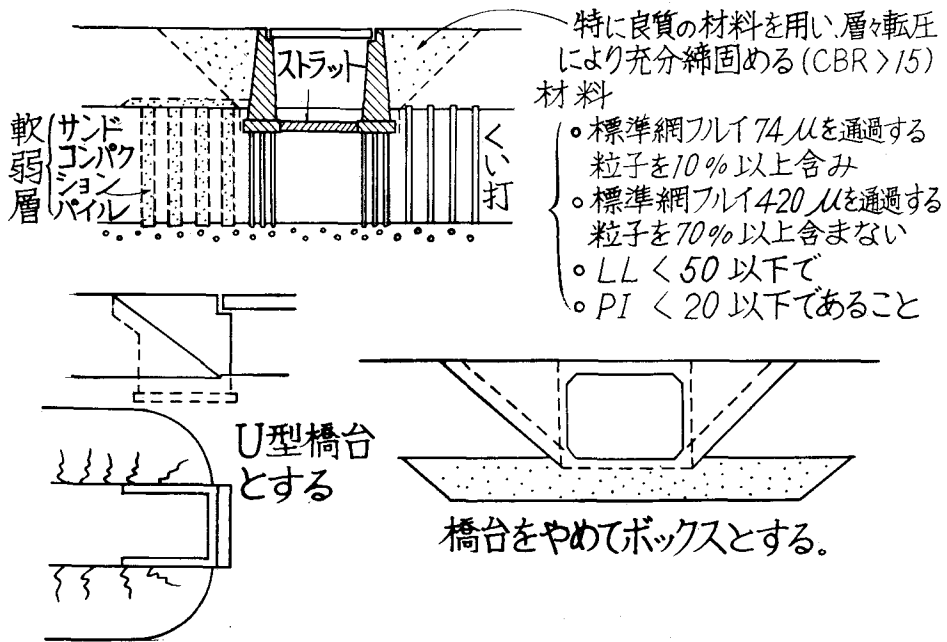 特に良質の材料を用い、層々転圧
により充分締固める(CBR>15)
ストラット
材料
軟弱層
サンド
コンパク
ション
パイル
くい打
○標準網フルイ74μを通過する
粒子を10%以上含み
○標準網フルイ420μを通過する
粒子を70%以上含まない
○LL<50以下で
○PI<20以下であること
U型橋台
とする
橋台をやめてボックスとする。